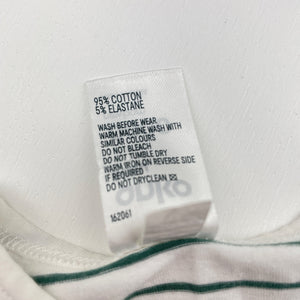 95% COTTON
5% ELASTANE
WASH BEFORE WEAR
WARM MACHINE WASH WITH
SIMILAR COLOURS
DO NOT BLEACH
DO NOT TUMBLE DRY
WARM IRON ON REVERSE SIDE
IF REQUIRED
DO NOT DRYCLEAN
162061